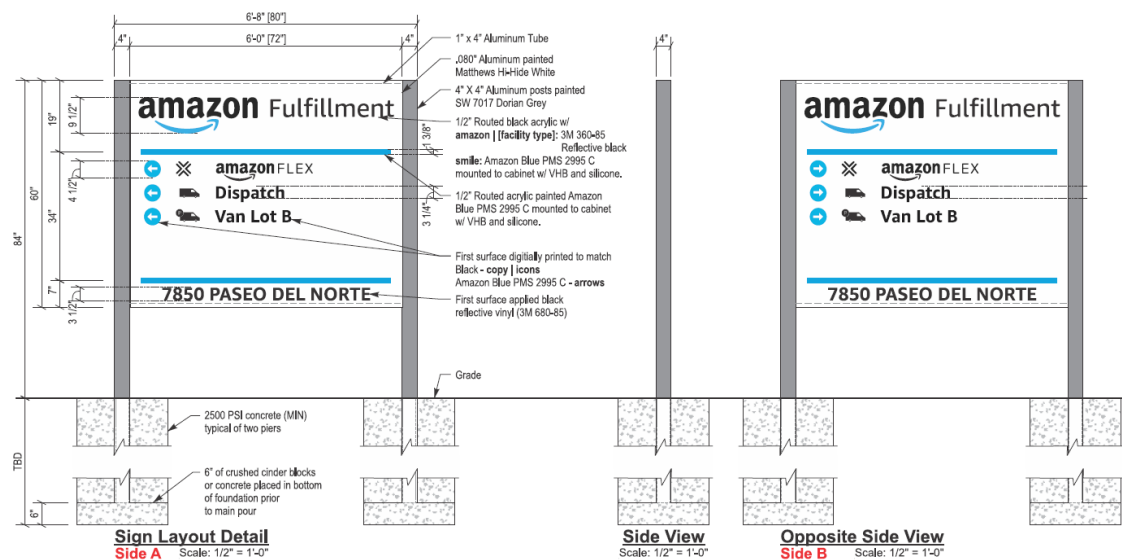 6'-8" [80"]
4"
6'-0" [72"]
4"
1" x 4" Aluminum Tube
.080" Aluminum painted
Matthews Hi-Hide White
4" X 4" Aluminum posts painted
SW 7017 Dorian Grey
1/2" Routed black acrylic w/
amazon | [facility type]: 3M 360-85
Reflective black
smile: Amazon Blue PMS 2995 C
mounted to cabinet w/ VHB and silicone.
1/2" Routed acrylic painted Amazon
Blue PMS 2995 C mounted to cabinet
w/ VHB and silicone.
First surface digitially printed to match
Black - copy | icons
Amazon Blue PMS 2995 C - arrows
First surface applied black
reflective vinyl (3M 680-85)
Grade
84"
60"
19"
34"
7"
9 1/2"
4 1/2"
3 1/2"
1 3/8"
3 1/4"
amazon Fulfillment
amazon FLEX
Dispatch
Van Lot B
7850 PASEO DEL NORTE
TBD
6"
2500 PSI concrete (MIN)
typical of two piers
6" of crushed cinder blocks
or concrete placed in bottom
of foundation prior
to main pour
Sign Layout Detail
Side A Scale: 1/2" = 1'-0"
4"
Side View
Scale: 1/2" = 1'-0"
amazon Fulfillment
amazon FLEX
Dispatch
Van Lot B
7850 PASEO DEL NORTE
Opposite Side View
Side B Scale: 1/2" = 1'-0"